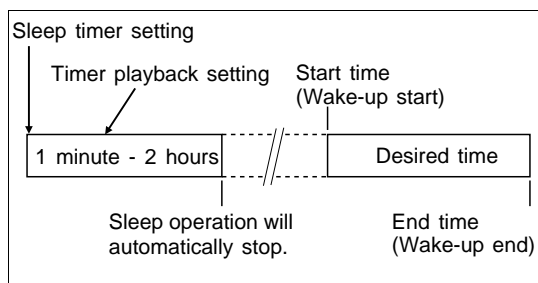 Sleep timer setting
Timer playback setting
Start time
(Wake-up start)
1 minute - 2 hours
Desired time
Sleep operation will
automatically stop.
End time
(Wake-up end)